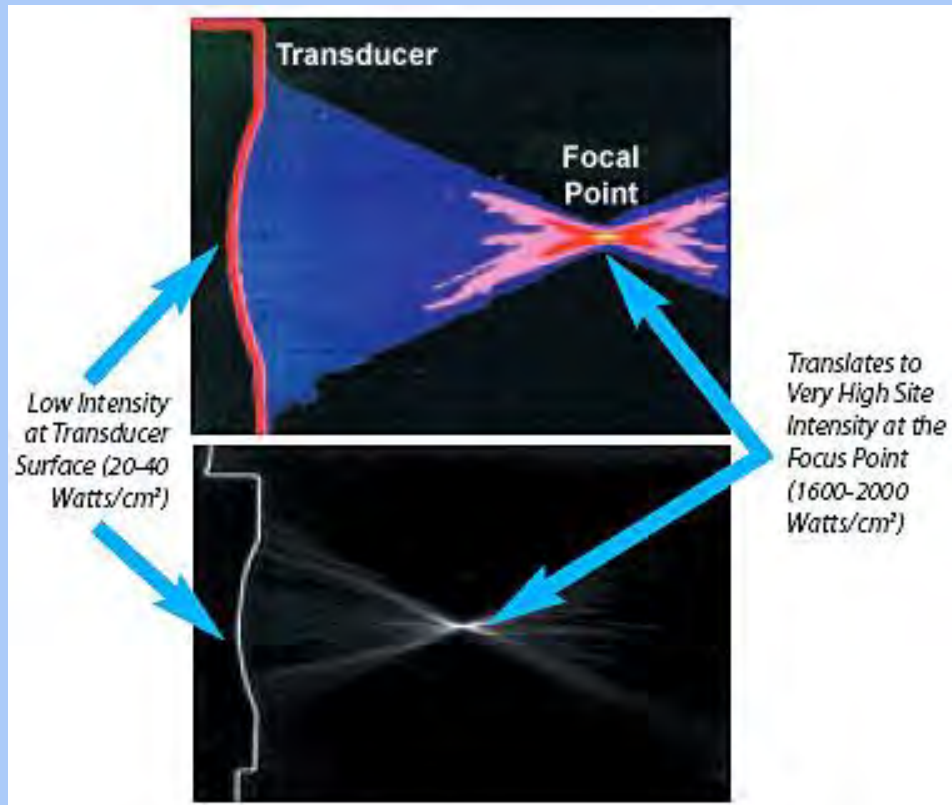 Transducer
Focal
Point
Low Intensity
at Transducer
Surface (20-40
Watts/cm²)
Translates to
Very High Site
Intensity at the
Focus Point
(1600-2000
Watts/cm²)